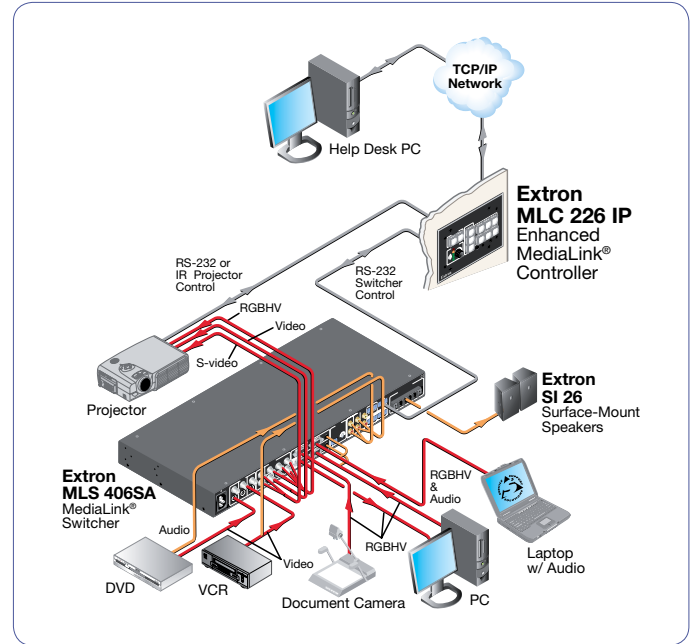 TCP/IP
Network
Help Desk PC
Extron
MLC 226 IP
Enhanced
MediaLink®
Controller
RS-232 or
IR Projector
Control
RS-232
Switcher
Control
RGBHV
Video
S-video
Projector
Extron
SI 26
Surface-Mount
Speakers
Extron
MLS 406SA
MediaLink®
Switcher
RGBHV
&
Audio
Audio
Video
RGBHV
Laptop
w/ Audio
DVD
VCR
Document Camera
PC